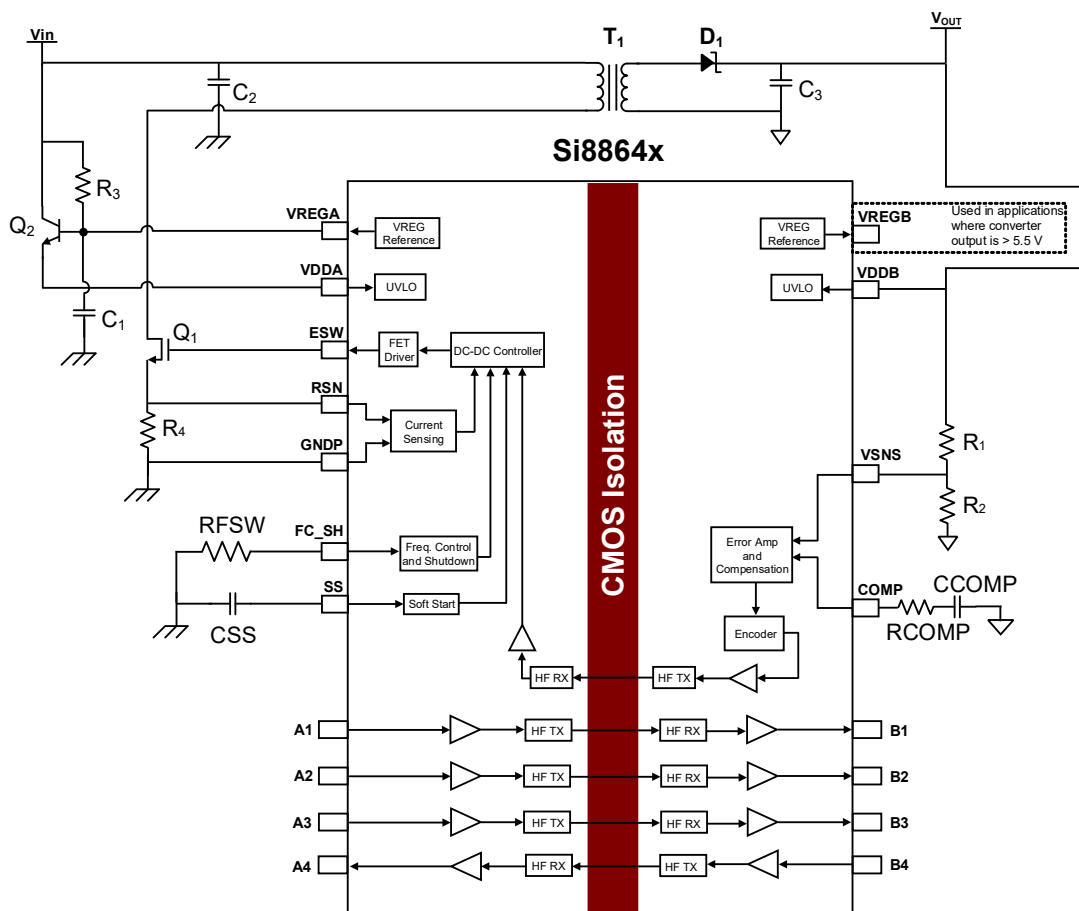 Vin
VOUT
T1
D1
C2
C3
Si8864x
R3
Q2
VREGA
VREG
Reference
VREG
Reference
VREGB
Used in applications
where converter
output is > 5.5 V
VDDA
UVLO
UVLO
VDDB
C1
Q1
ESW
FET
Driver
DC-DC Controller
RSN
Current
Sensing
R4
GNDP
CMOS Isolation
R1
VSNS
R2
RFSW
FC_SH
Freq. Control
and Shutdown
Error Amp
and
Compensation
SS
Soft Start
CSS
COMP
CCOMP
RCOMP
Encoder
HF RX
HF TX
A1
HF TX
HF RX
B1
A2
HF TX
HF RX
B2
A3
HF TX
HF RX
B3
A4
HF RX
HF TX
B4